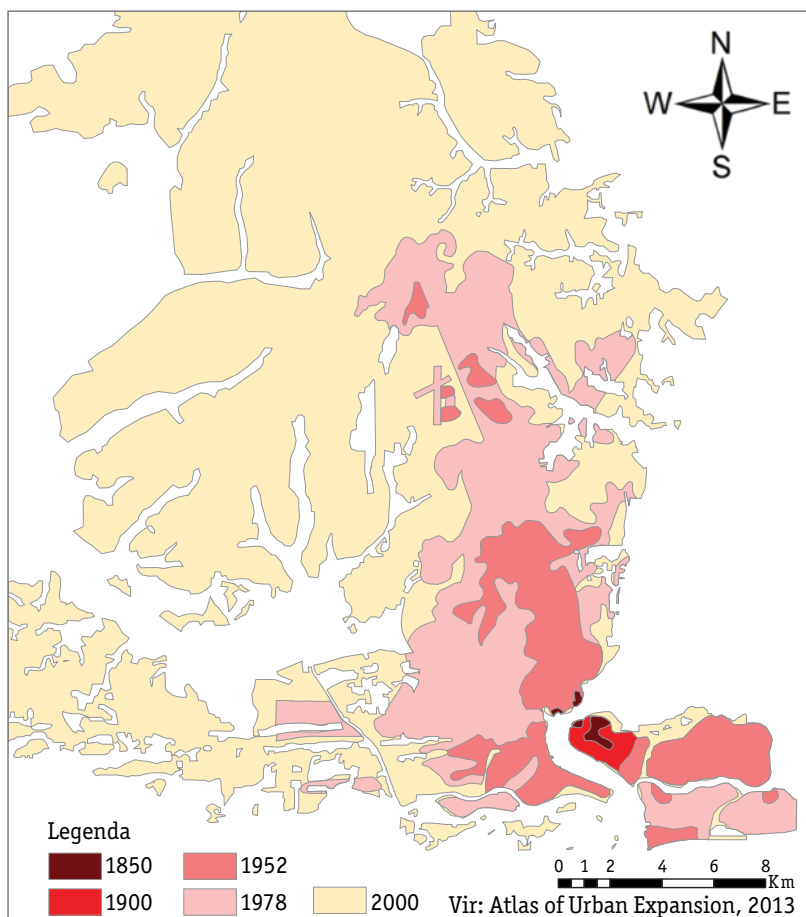 N
W E
S
Legenda
1850 1952
1900 1978 2000
0 1 2 4 6 8
Km
Vir: Atlas of Urban Expansion, 2013